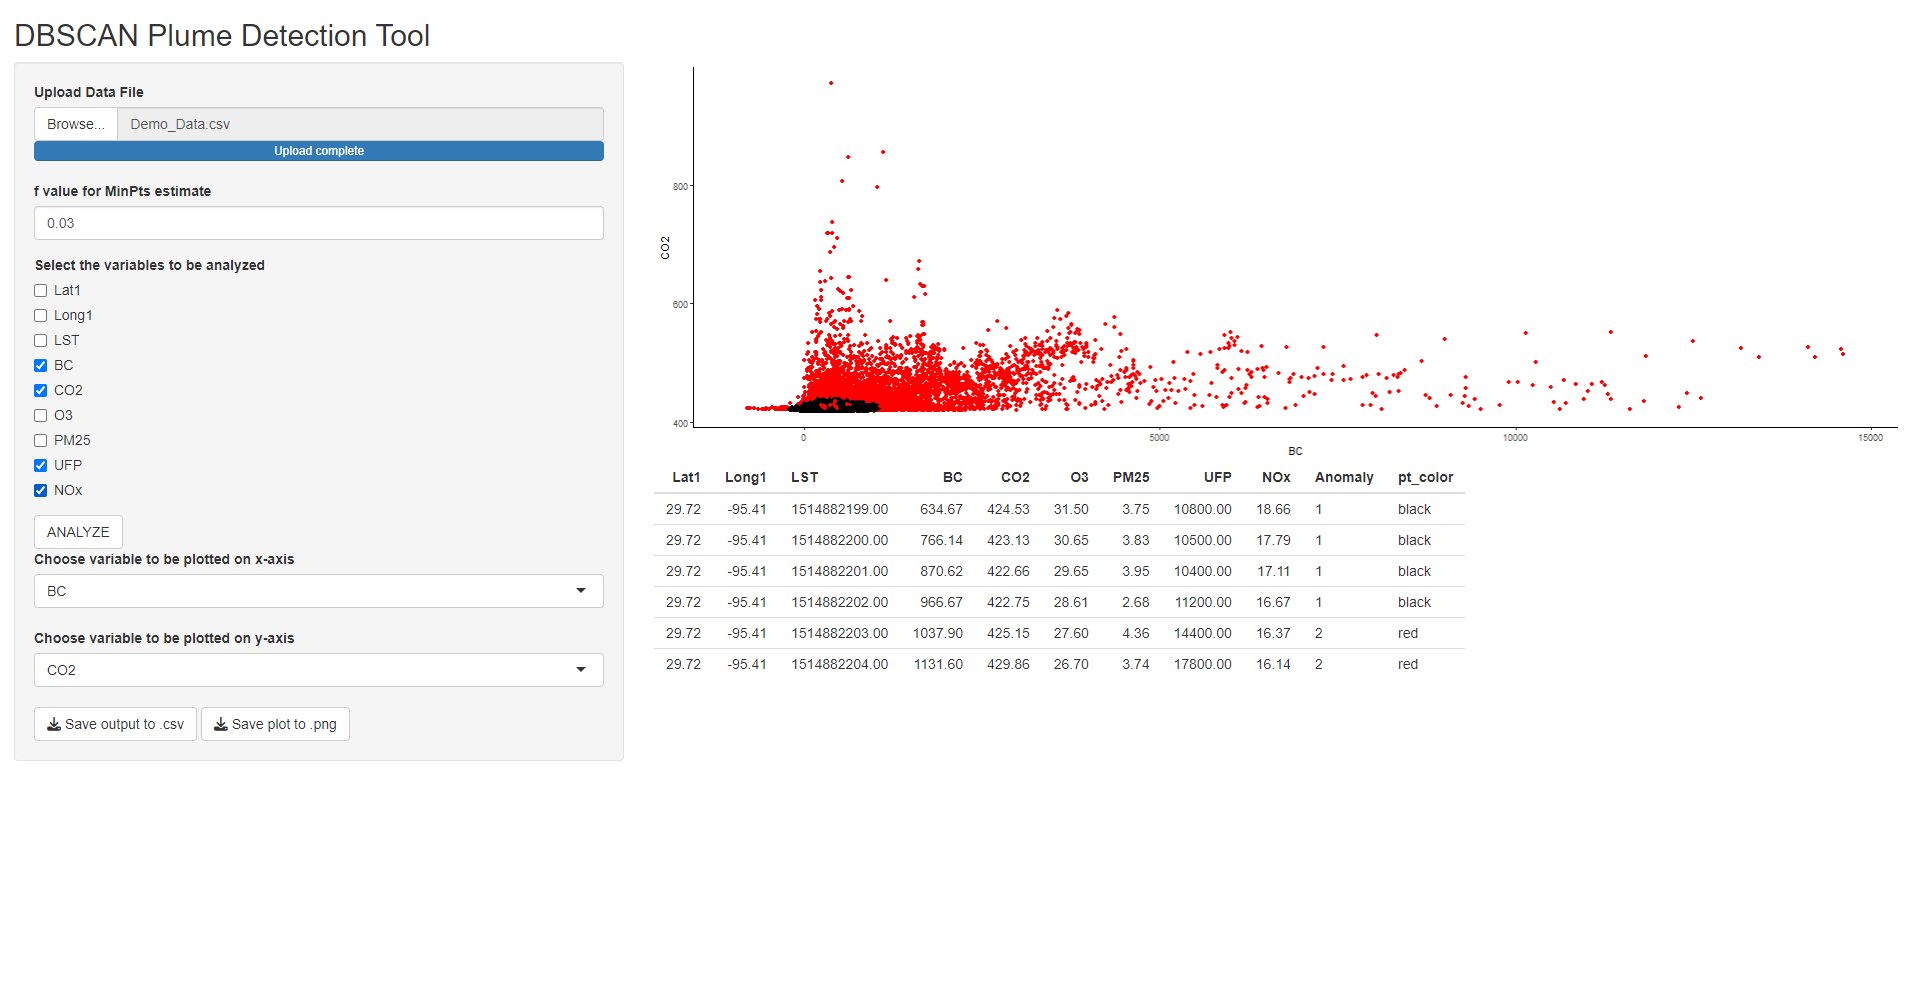 DBSCAN Plume Detection Tool
Upload Data File
Browse... Demo_Data.csv
Upload complete
f value for MinPts estimate
0.03
Select the variables to be analyzed
Lat1
Long1
LST
BC
CO2
O3
PM25
UFP
NOx
ANALYZE
Choose variable to be plotted on x-axis
BC
Choose variable to be plotted on y-axis
CO2
Save output to .csv Save plot to .png
CO2
800
600
400
0 5000 10000 15000
BC
Lat1 Long1 LST BC CO2 O3 PM25 UFP NOx Anomaly pt_color
29.72 -95.41 1514882199.00 634.67 424.53 31.50 3.75 10800.00 18.66 1 black
29.72 -95.41 1514882200.00 766.14 423.13 30.65 3.83 10500.00 17.79 1 black
29.72 -95.41 1514882201.00 870.62 422.66 29.65 3.95 10400.00 17.11 1 black
29.72 -95.41 1514882202.00 966.67 422.75 28.61 2.68 11200.00 16.67 1 black
29.72 -95.41 1514882203.00 1037.90 425.15 27.60 4.36 14400.00 16.37 2 red
29.72 -95.41 1514882204.00 1131.60 429.86 26.70 3.74 17800.00 16.14 2 red